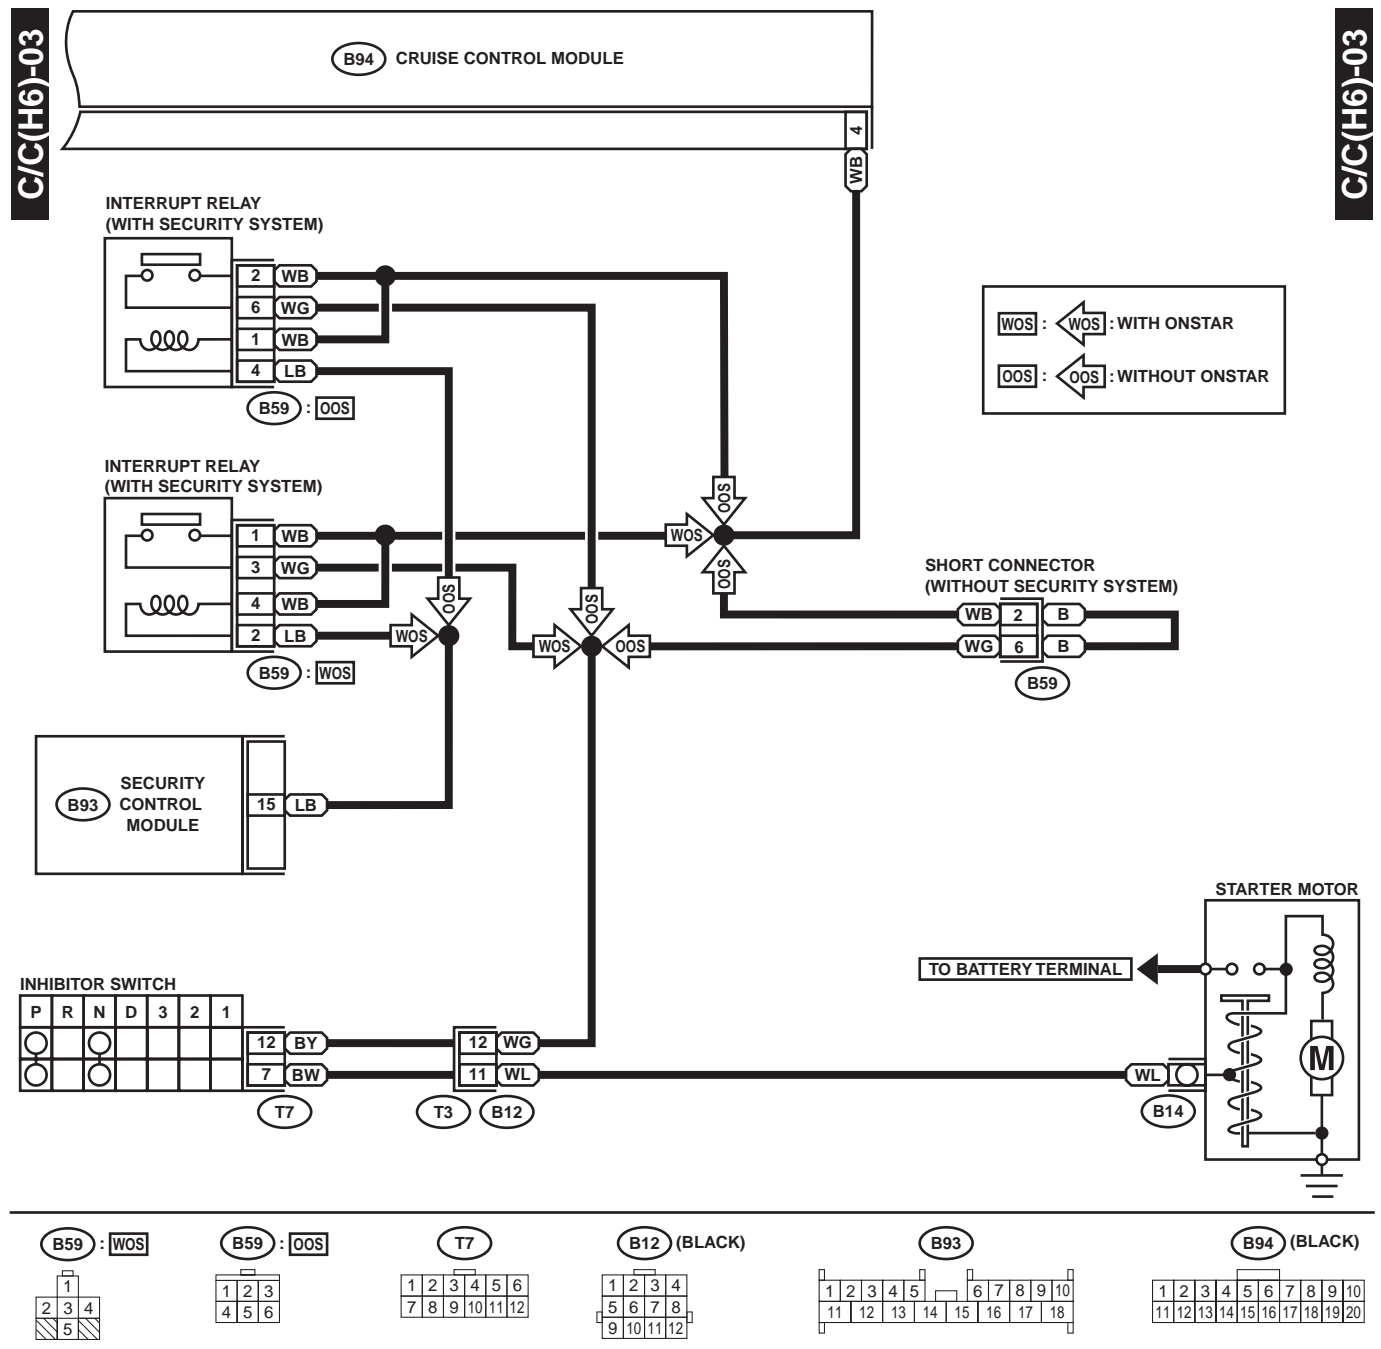 C/C(H6)-03
C/C(H6)-03
B94 CRUISE CONTROL MODULE
4
WB
INTERRUPT RELAY
(WITH SECURITY SYSTEM)
2 WB
6 WG
1 WB
4 LB
B59 : OOS
WOS : WOS : WITH ONSTAR
OOS : OOS : WITHOUT ONSTAR
INTERRUPT RELAY
(WITH SECURITY SYSTEM)
1 WB
3 WG
4 WB
2 LB
B59 : WOS
OOS
WOS
OOS
OOS
WOS
OOS
WOS
OOS
SHORT CONNECTOR
(WITHOUT SECURITY SYSTEM)
WB 2 B
WG 6 B
B59
B93
SECURITY
CONTROL
MODULE
15 LB
STARTER MOTOR
TO BATTERY TERMINAL
M
INHIBITOR SWITCH
P R N D 3 2 1
12 BY
12 WG
7 BW
11 WL
WL
T7
T3
B12
B14
B59 : WOS
1
2 3 4
5
B59 : OOS
1 2 3
4 5 6
T7
1 2 3 4 5 6
7 8 9 10 11 12
B12 (BLACK)
1 2 3 4
5 6 7 8
9 10 11 12
B93
1 2 3 4 5 6 7 8 9 10
11 12 13 14 15 16 17 18
B94 (BLACK)
1 2 3 4 5 6 7 8 9 10
11 12 13 14 15 16 17 18 19 20